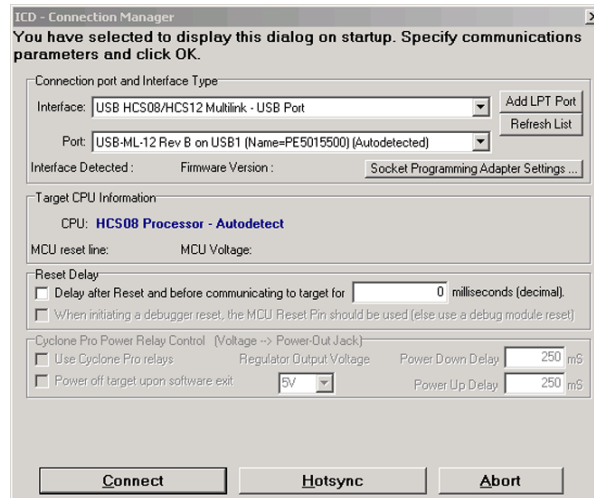 ICD - Connection Manager
You have selected to display this dialog on startup. Specify communications
parameters and click OK.
Connection port and Interface Type
Interface: USB HCS08/HCS12 Multilink - USB Port
Add LPT Port
Refresh List
Port: USB-ML-12 Rev B on USB1 (Name=PE5015500) (Autodetected)
Interface Detected : Firmware Version : Socket Programming Adapter Settings ...
Target CPU Information
CPU: HCS08 Processor - Autodetect
MCU reset line: MCU Voltage:
Reset Delay
Delay after Reset and before communicating to target for 0 milliseconds (decimal).
When initiating a debugger reset, the MCU Reset Pin should be used (else use a debug module reset)
Cyclone Pro Power Relay Control (Voltage --> Power-Out Jack)
Use Cyclone Pro relays Regulator Output Voltage Power Down Delay 250 mS
Power off target upon software exit 5V Power Up Delay 250 mS
Connect Hotsync Abort